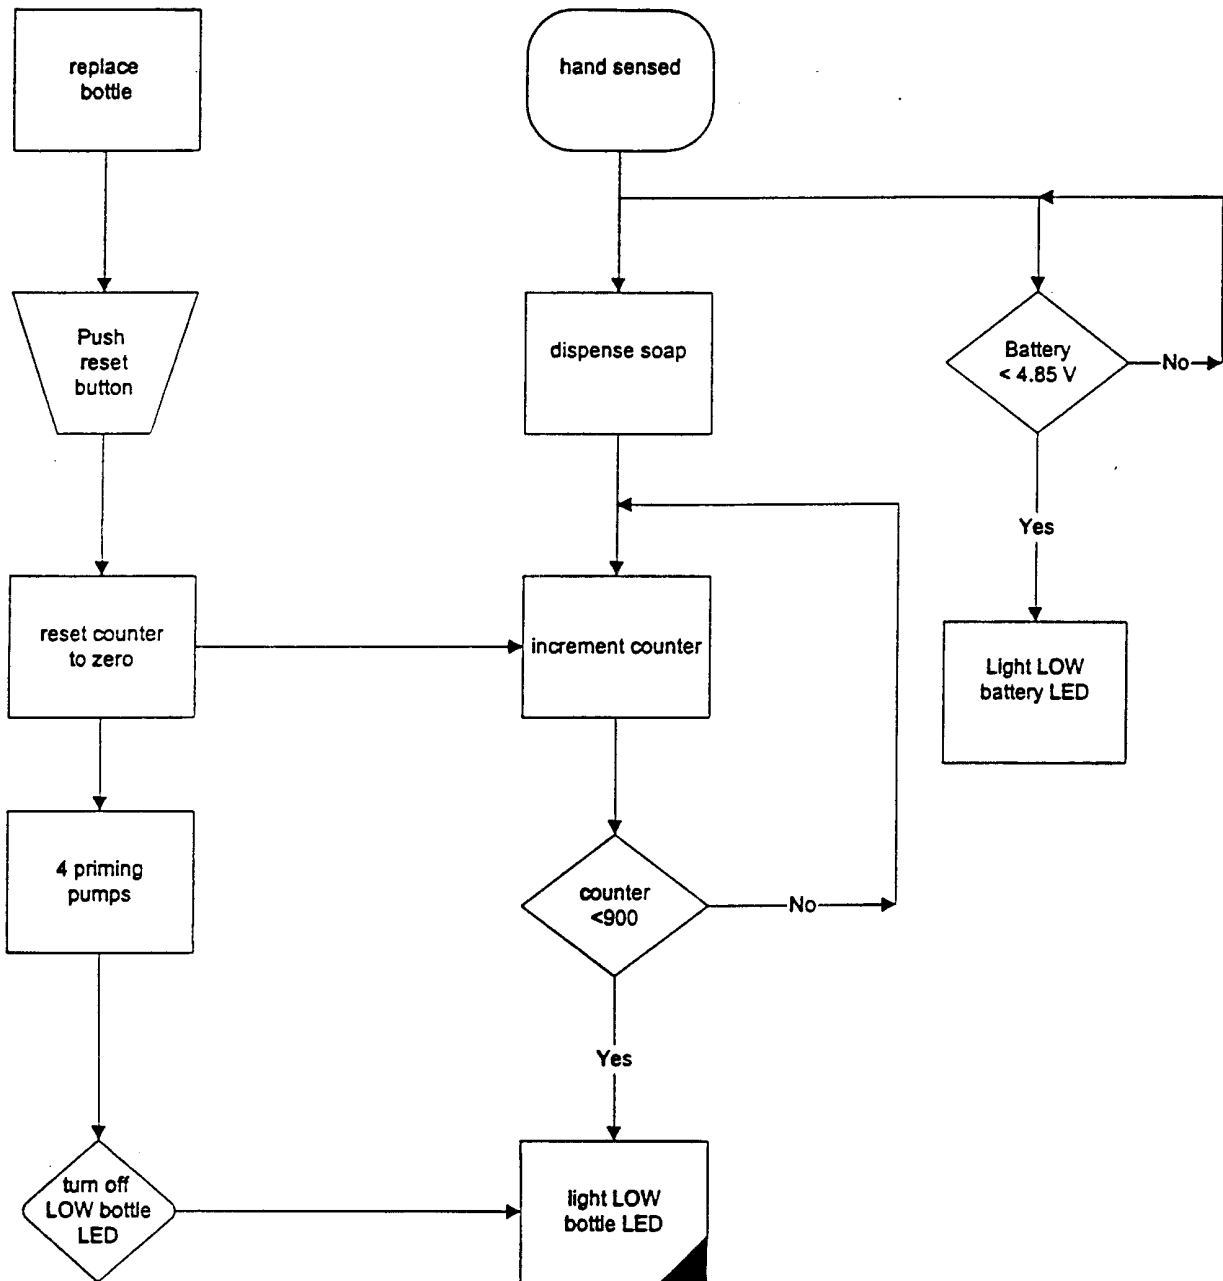 replace
bottle
hand sensed
Push
reset
button
dispense soap
Battery
< 4.85 V
No
Yes
reset counter
to zero
increment counter
Light LOW
battery LED
4 priming
pumps
counter
<900
No
Yes
turn off
LOW bottle
LED
light LOW
bottle LED